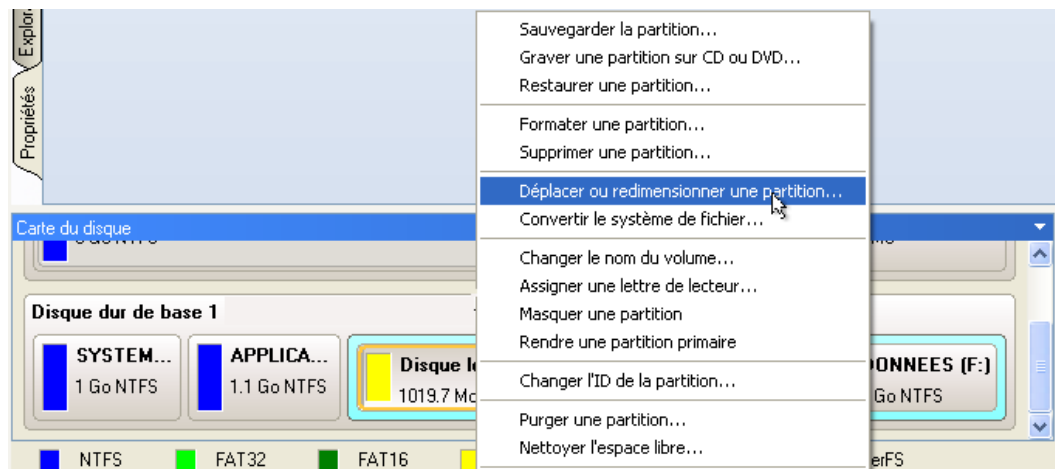 Explor
Propriétés
Sauvegarder la partition...
Graver une partition sur CD ou DVD...
Restaurer une partition...
Formater une partition...
Supprimer une partition...
Déplacer ou redimensionner une partition...
Convertir le système de fichier...
Changer le nom du volume...
Assigner une lettre de lecteur...
Masquer une partition
Rendre une partition primaire
Changer l'ID de la partition...
Purger une partition...
Nettoyer l'espace libre...
Carte du disque
Disque dur de base 1
SYSTEM...
1 Go NTFS
APPLICA...
1.1 Go NTFS
Disque lo
1019.7 Mo
ONNEES (F:)
Go NTFS
NTFS
FAT32
FAT16
erFS